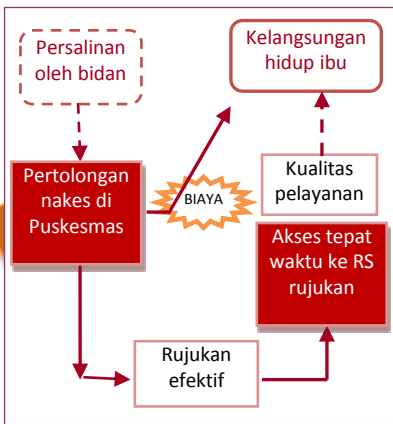 Persalinan
oleh bidan
Kelangsungan
hidup ibu
Pertolongan
nakes di
Puskesmas
BIAYA
Kualitas
pelayanan
Akses tepat
waktu ke RS
rujukan
Rujukan
efektif